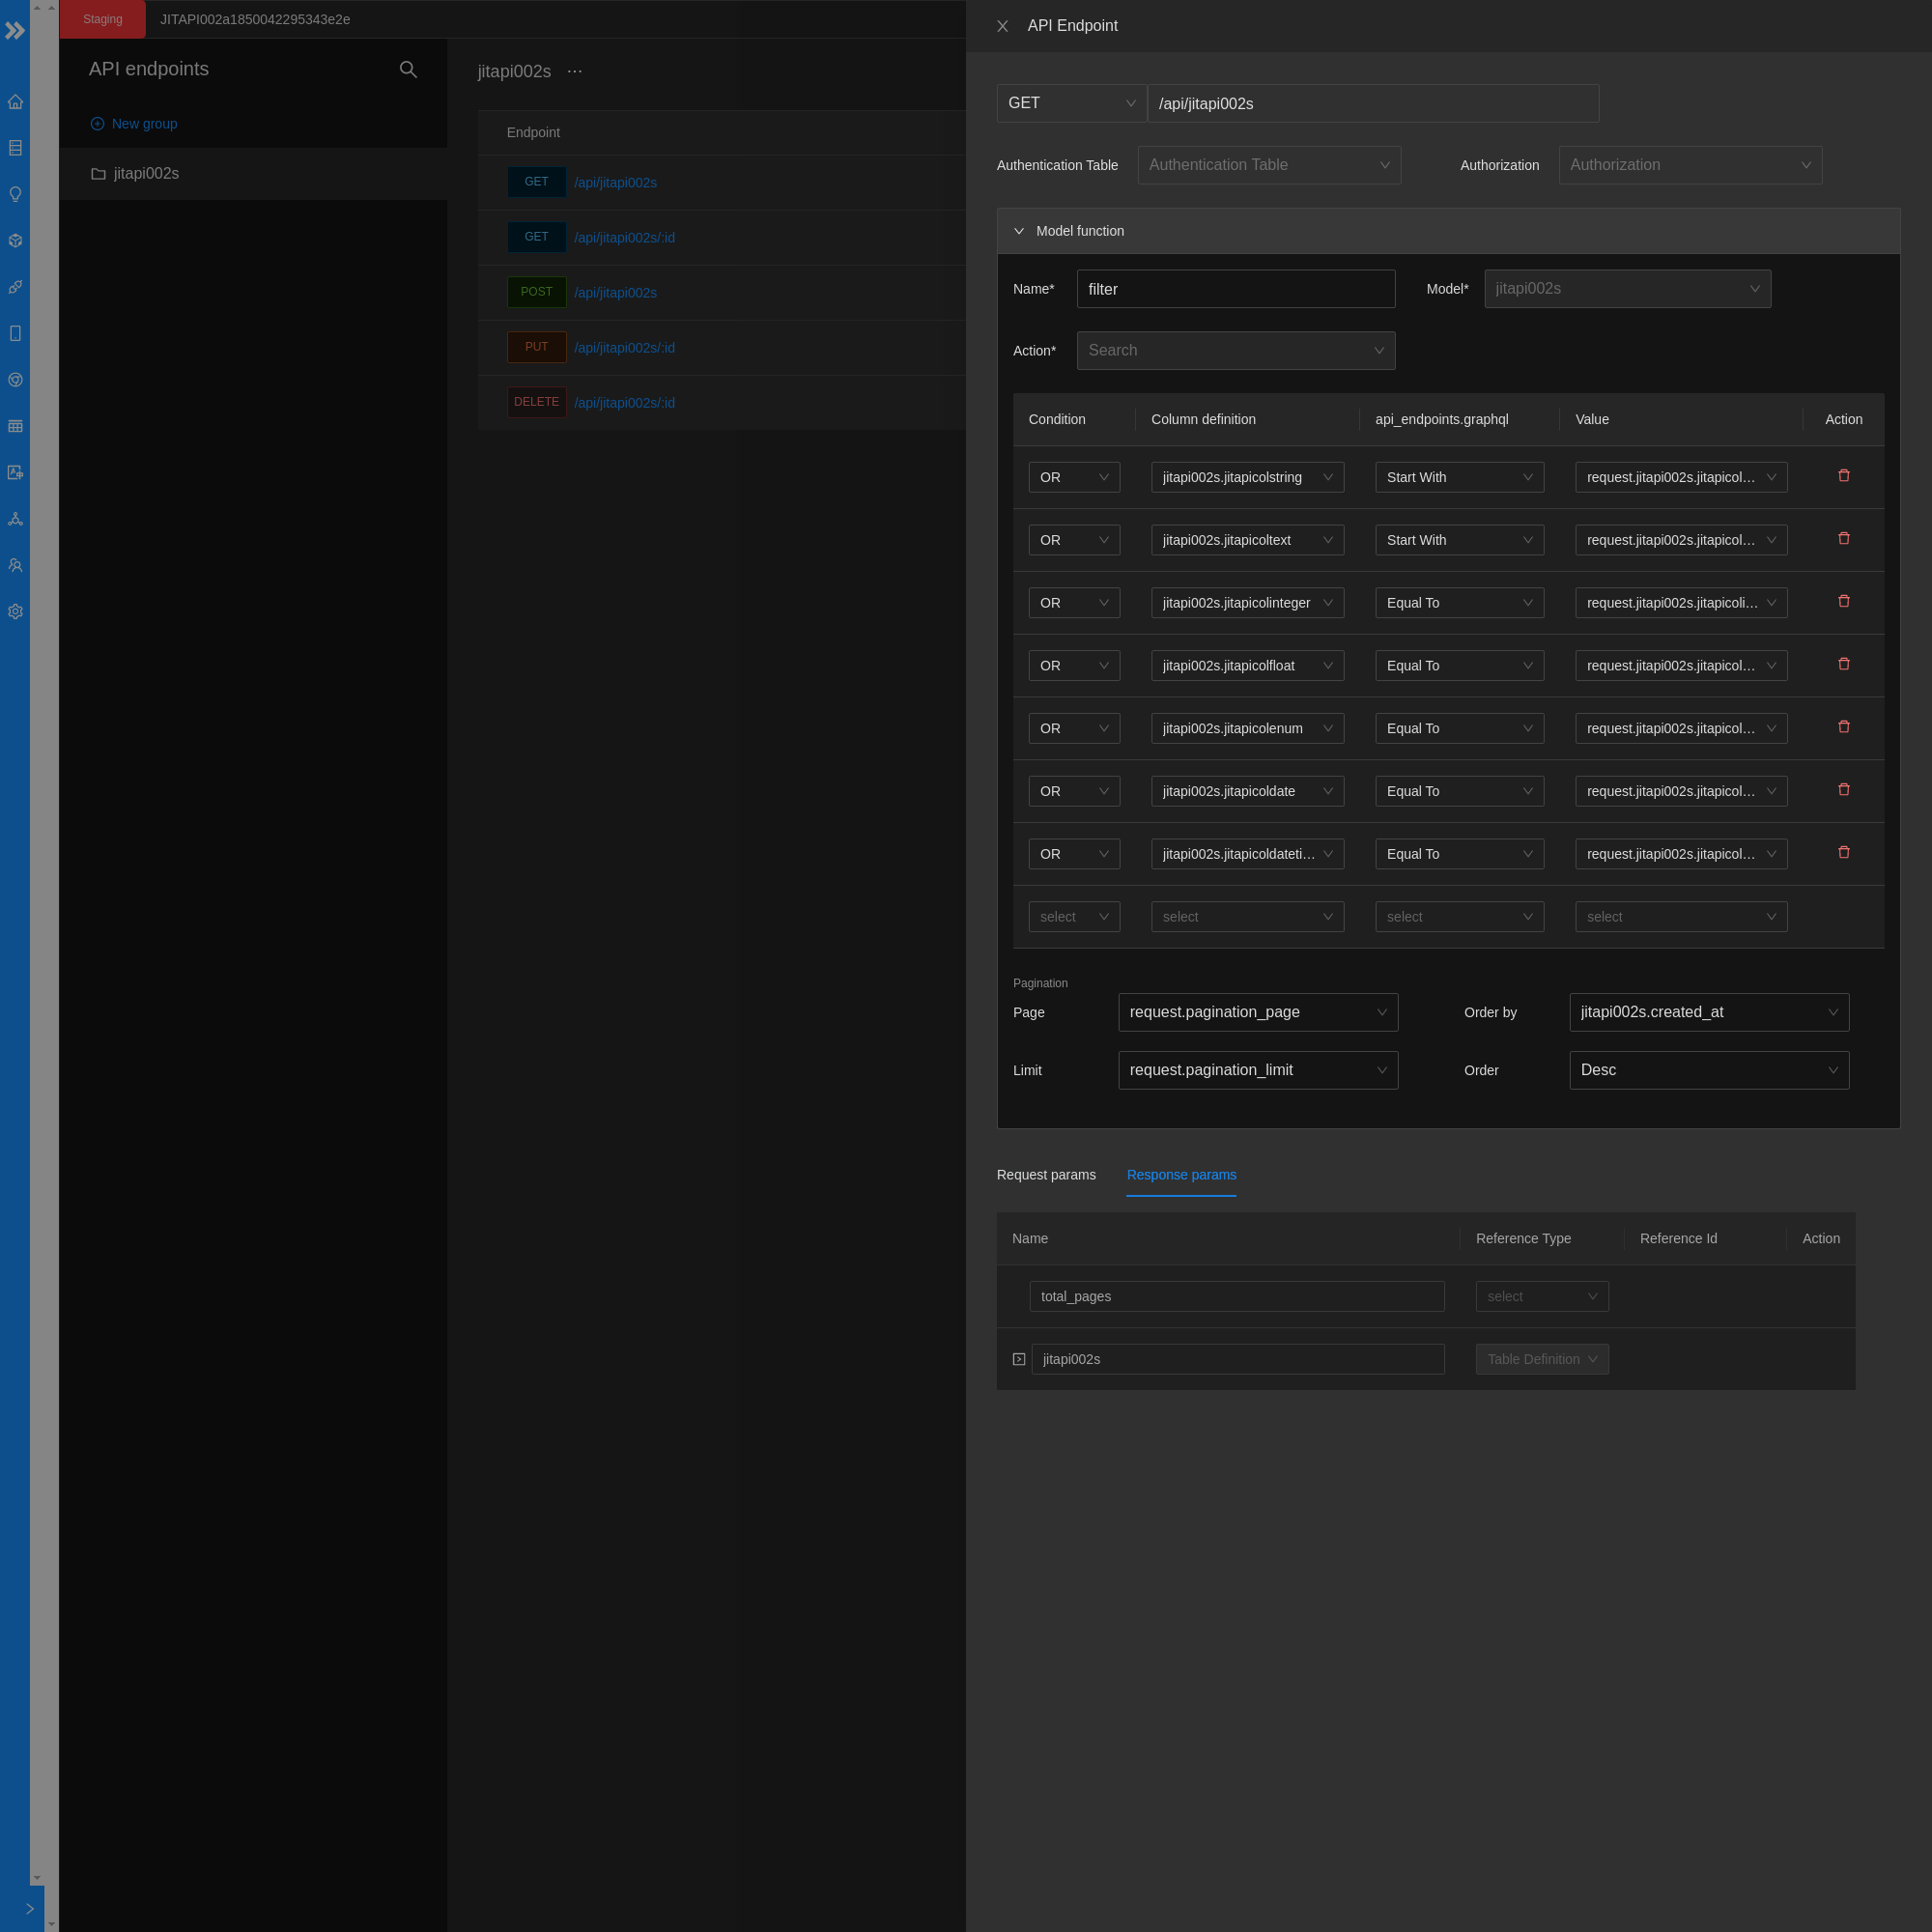 Staging
JITAPI002a1850042295343e2e
API endpoints
New group
jitapi002s
jitapi002s ···
Endpoint
GET /api/jitapi002s
GET /api/jitapi002s/:id
POST /api/jitapi002s
PUT /api/jitapi002s/:id
DELETE /api/jitapi002s/:id
API Endpoint
GET /api/jitapi002s
Authentication Table Authentication Table Authorization Authorization
Model function
Name* filter Model* jitapi002s
Action* Search
Condition Column definition api_endpoints.graphql Value Action
OR jitapi002s.jitapicolstring Start With request.jitapi002s.jitapicol…
OR jitapi002s.jitapicoltext Start With request.jitapi002s.jitapicol…
OR jitapi002s.jitapicolinteger Equal To request.jitapi002s.jitapicoli…
OR jitapi002s.jitapicolfloat Equal To request.jitapi002s.jitapicol…
OR jitapi002s.jitapicolenum Equal To request.jitapi002s.jitapicol…
OR jitapi002s.jitapicoldate Equal To request.jitapi002s.jitapicol…
OR jitapi002s.jitapicoldateti… Equal To request.jitapi002s.jitapicol…
select select select select
Pagination
Page request.pagination_page Order by jitapi002s.created_at
Limit request.pagination_limit Order Desc
Request params Response params
Name Reference Type Reference Id Action
total_pages select
jitapi002s Table Definition